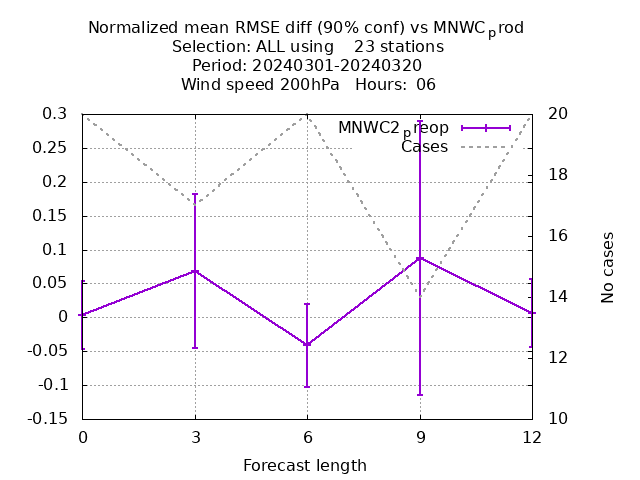 Normalized mean RMSE diff (90% conf) vs MNWCprod
Selection: ALL using    23 stations
Period: 20240301-20240320
Wind speed 200hPa   Hours:  06
0.3
0.25
0.2
0.15
0.1
0.05
0
-0.05
-0.1
-0.15
MNWC2preop
Cases
20
18
16
14
12
10
No cases
0 3 6 9 12
Forecast length